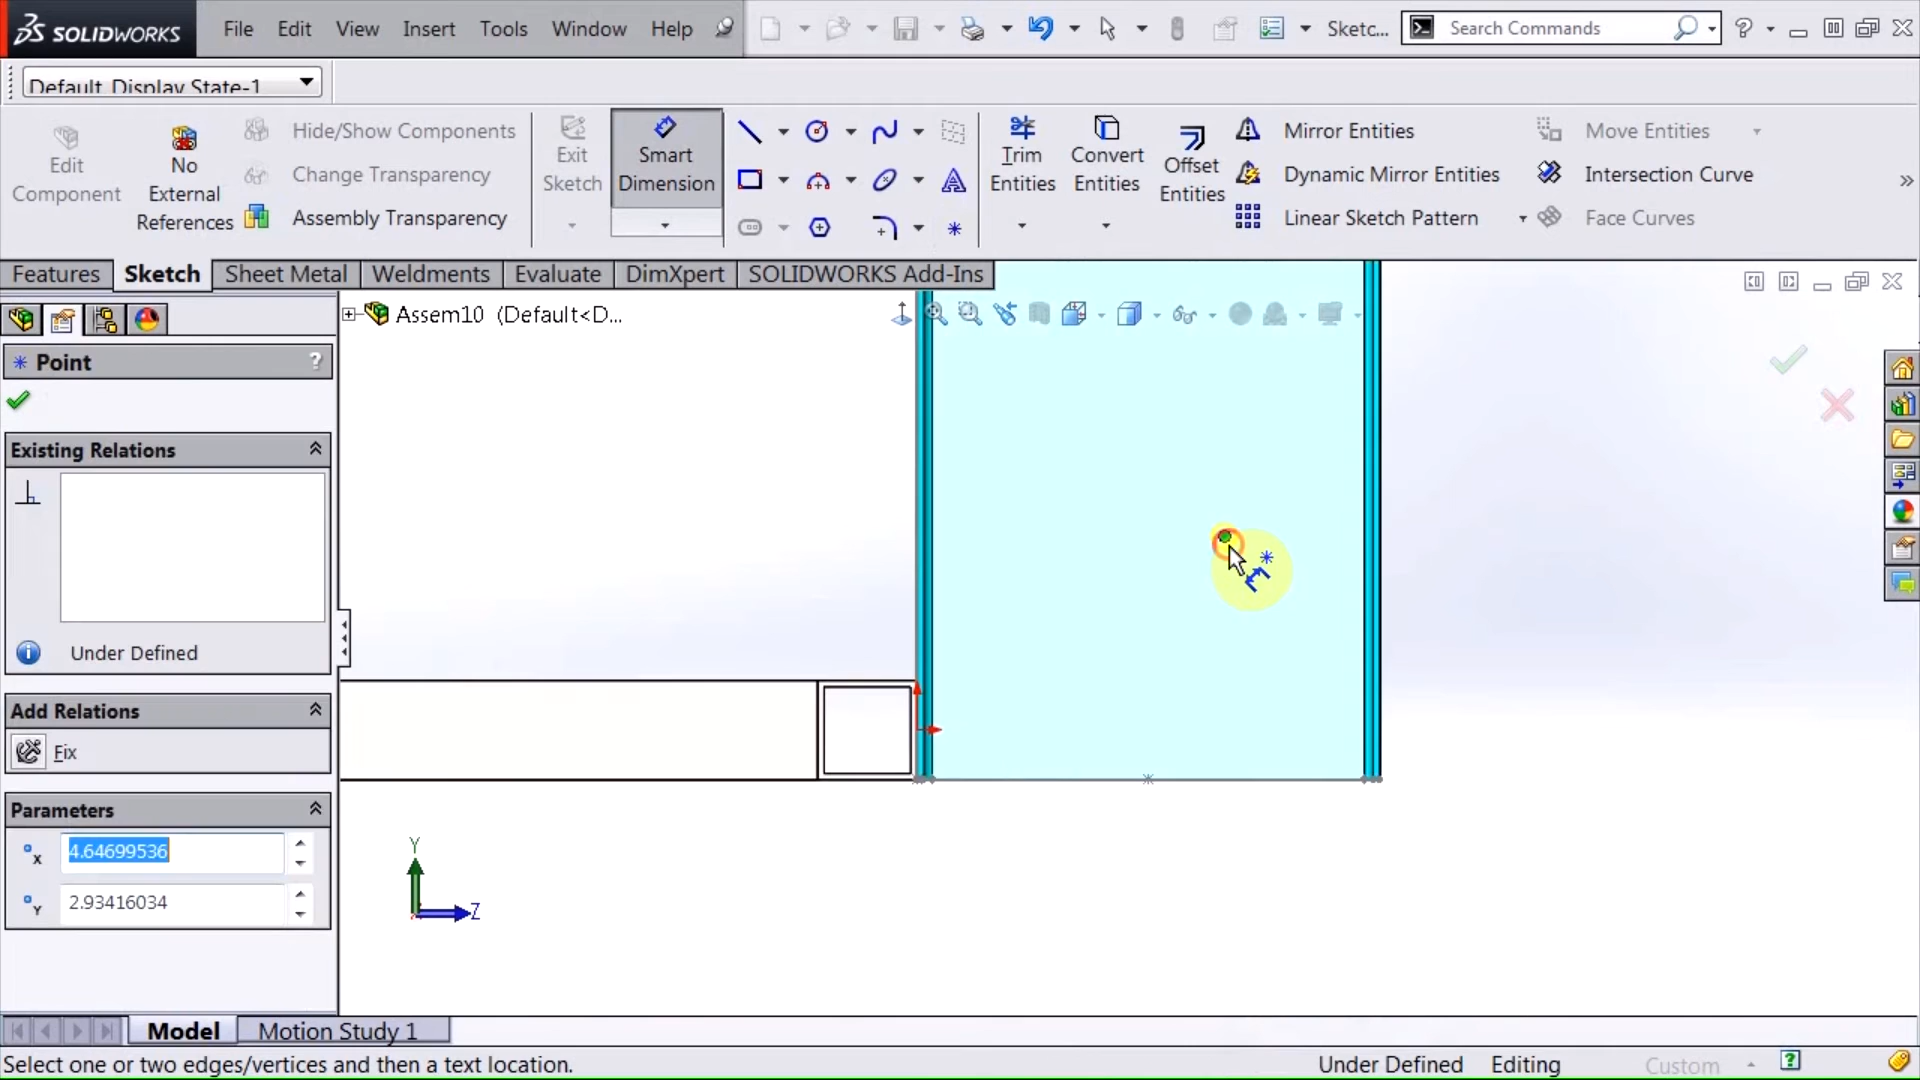 SOLIDWORKS File Edit View Insert Tools Window Help Sketc... Search Commands ?
Default_Display State-1
Edit Component
No External References
Hide/Show Components
Change Transparency
Assembly Transparency
Exit Sketch
Smart Dimension
Trim Entities
Convert Entities
Offset Entities
Mirror Entities
Dynamic Mirror Entities
Linear Sketch Pattern
Move Entities
Intersection Curve
Face Curves
Features Sketch Sheet Metal Weldments Evaluate DimXpert SOLIDWORKS Add-Ins
Assem10 (Default<D...
Point ?
Existing Relations
Under Defined
Add Relations
Fix
Parameters
X 4.64699536
Y 2.93416034
Y
Z
Model Motion Study 1
Select one or two edges/vertices and then a text location. Under Defined Editing Custom ?